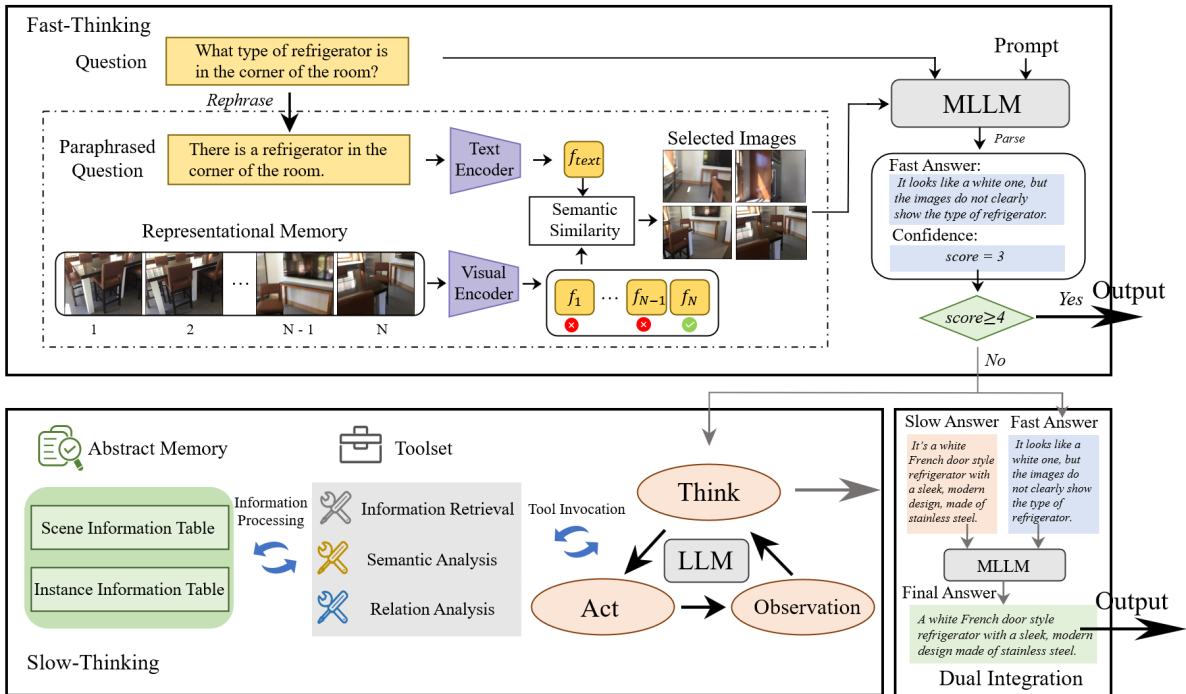 Fast-Thinking
Question
What type of refrigerator is
in the corner of the room?
Rephrase
Paraphrased
Question
There is a refrigerator in the
corner of the room.
Text
Encoder
f_text
Semantic
Similarity
Selected Images
Representational Memory
...
1
2
N - 1
N
Visual
Encoder
f_1
...
f_{N-1}
f_N
Prompt
MLLM
Parse
Fast Answer:
It looks like a white one, but
the images do not clearly
show the type of refrigerator.
Confidence:
score = 3
score≥4
Yes
Output
No
Abstract Memory
Scene Information Table
Instance Information Table
Information
Processing
Toolset
Information Retrieval
Semantic Analysis
Relation Analysis
Tool Invocation
Think
LLM
Act
Observation
Slow-Thinking
Slow Answer
It's a white
French door style
refrigerator with
a sleek, modern
design, made of
stainless steel.
Fast Answer
It looks like a
white one, but
the images do
not clearly show
the type of
refrigerator.
MLLM
Final Answer
A white French door style
refrigerator with a sleek, modern
design made of stainless steel.
Output
Dual Integration